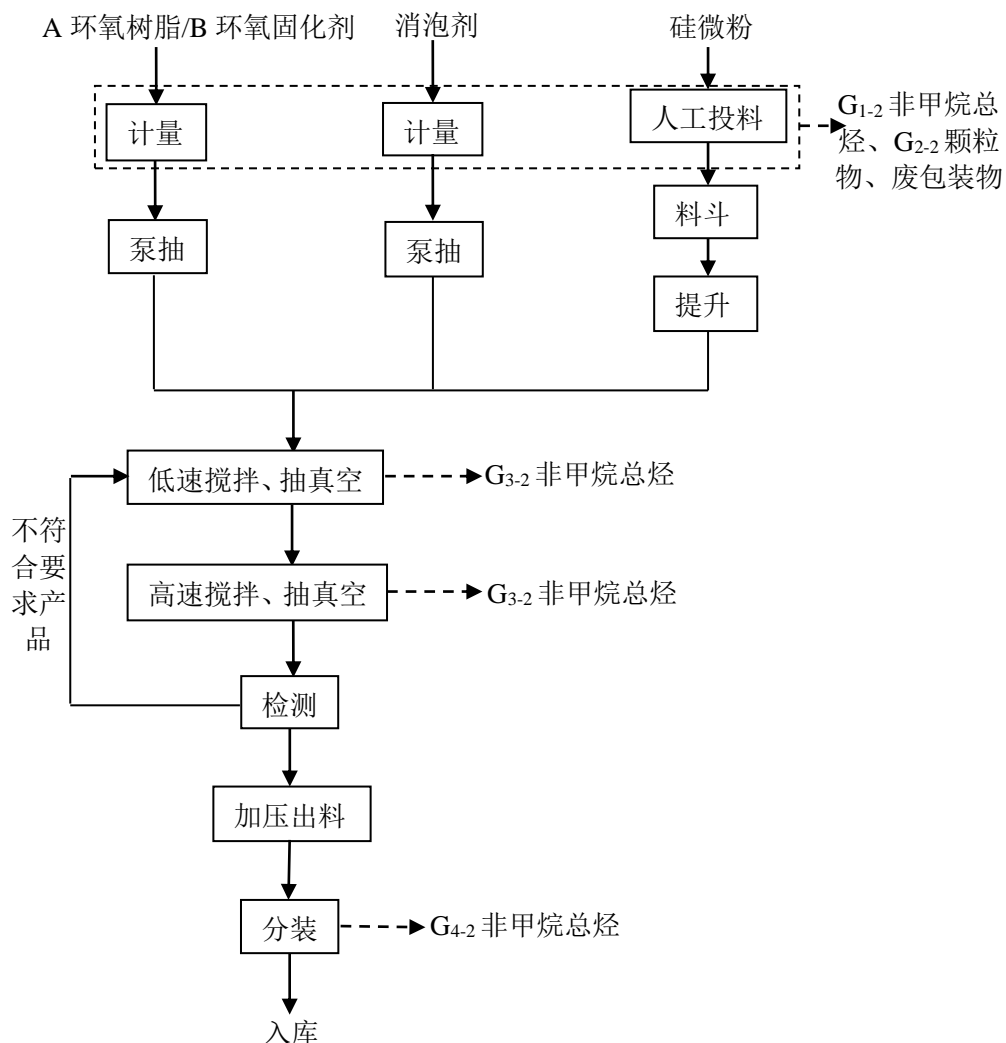 A 环氧树脂/B 环氧固化剂
消泡剂
硅微粉
计量
计量
人工投料
G1-2 非甲烷总
烃、G2-2 颗粒
物、废包装物
泵抽
泵抽
料斗
提升
低速搅拌、抽真空
G3-2 非甲烷总烃
不符
合要
求产
品
高速搅拌、抽真空
G3-2 非甲烷总烃
检测
加压出料
分装
G4-2 非甲烷总烃
入库